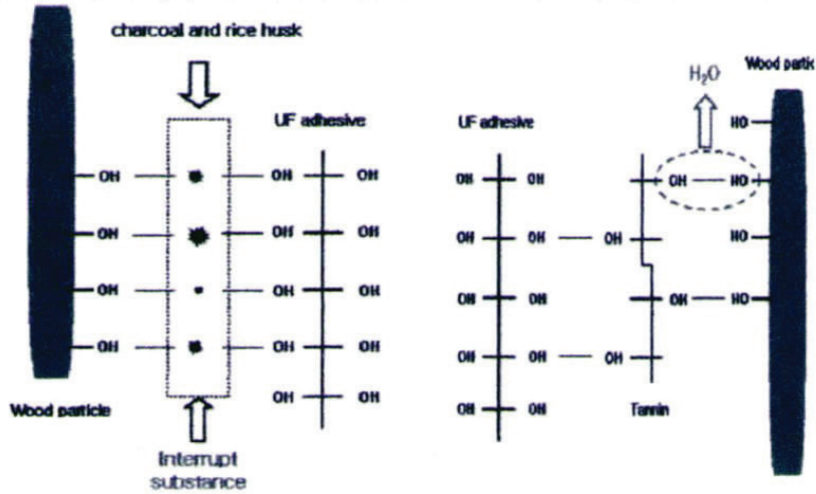 charcoal and rice husk
UF adhesive
OH OH OH
OH OH OH
OH OH OH
OH OH OH
OH OH
Wood particle
Interrupt
substance
H₂O
Wood partic
UF adhesive
HO
OH OH OH HO
OH OH OH HO
OH OH OH HO
OH OH OH
OH OH
Tannin